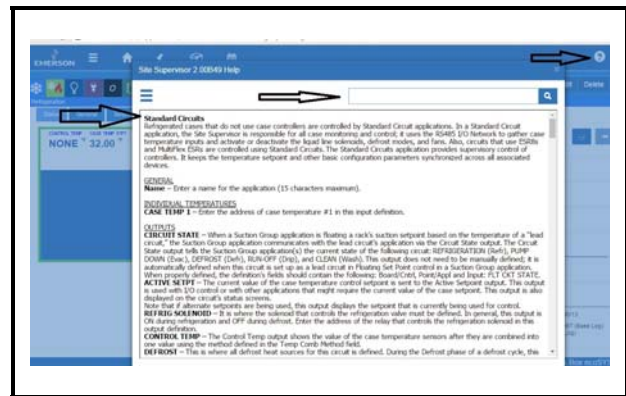 EMERSON
Site Supervisor 2 00B49 Help
Edit Delete
CONTROL TEMP CASE TEMP
NONE 32.00
Standard Circuits
Refrigerated cases that do not use case controllers are controlled by Standard Circuit applications. In a Standard Circuit
application, the Site Supervisor is responsible for all case monitoring and control; it uses the RS485 I/O Network to gather case
temperature inputs and activate or deactivate the liquid line solenoids, defrost modes, and fans. Also, circuits that use ESRs
and MultiFlex ESRs are controlled using Standard Circuits. The Standard Circuits application provides supervisory control of
controllers. It keeps the temperature setpoint and other basic configuration parameters synchronized across all associated
devices.
GENERAL
Name – Enter a name for the application (15 characters maximum).
INDIVIDUAL TEMPERATURES
CASE TEMP 1 – Enter the address of case temperature #1 in this input definition.
OUTPUTS
CIRCUIT STATE – When a Suction Group application is floating a rack's suction setpoint based on the temperature of a "lead
circuit," the Suction Group application communicates with the lead circuit's application via the Circuit State output. The Circuit
State output tells the Suction Group application(s) the current state of the following circuit: REFRIGERATION (Refr), PUMP
DOWN (Evac), DEFROST (Defr), RUN-OFF (Drip), and CLEAN (Wash). This output does not need to be manually defined; it is
automatically defined when this circuit is set up as a lead circuit in Floating Set Point control in a Suction Group application.
When properly defined, the definition's fields should contain the following: Board/Cntrl, Point/Appl and Input: FLT CKT STATE.
ACTIVE SETPT – The current value of the case temperature control setpoint is sent to the Active Setpoint output. This output
is used with I/O control or with other applications that might require the current value of the case setpoint. This output is also
displayed on the circuit's status screens.
Note that if alternate setpoints are being used, this output displays the setpoint that is currently being used for control.
REFRIG SOLENOID – It is where the solenoid that controls the refrigeration valve must be defined. In general, this output is
ON during refrigeration and OFF during defrost. Enter the address of the relay that controls the refrigeration solenoid in this
output definition.
CONTROL TEMP – The Control Temp output shows the value of the case temperature sensors after they are combined into
one value using the method defined in the Temp Comb Method field.
DEFROST – This is where all defrost heat sources for this circuit is defined. During the Defrost phase of a defrost cycle, this